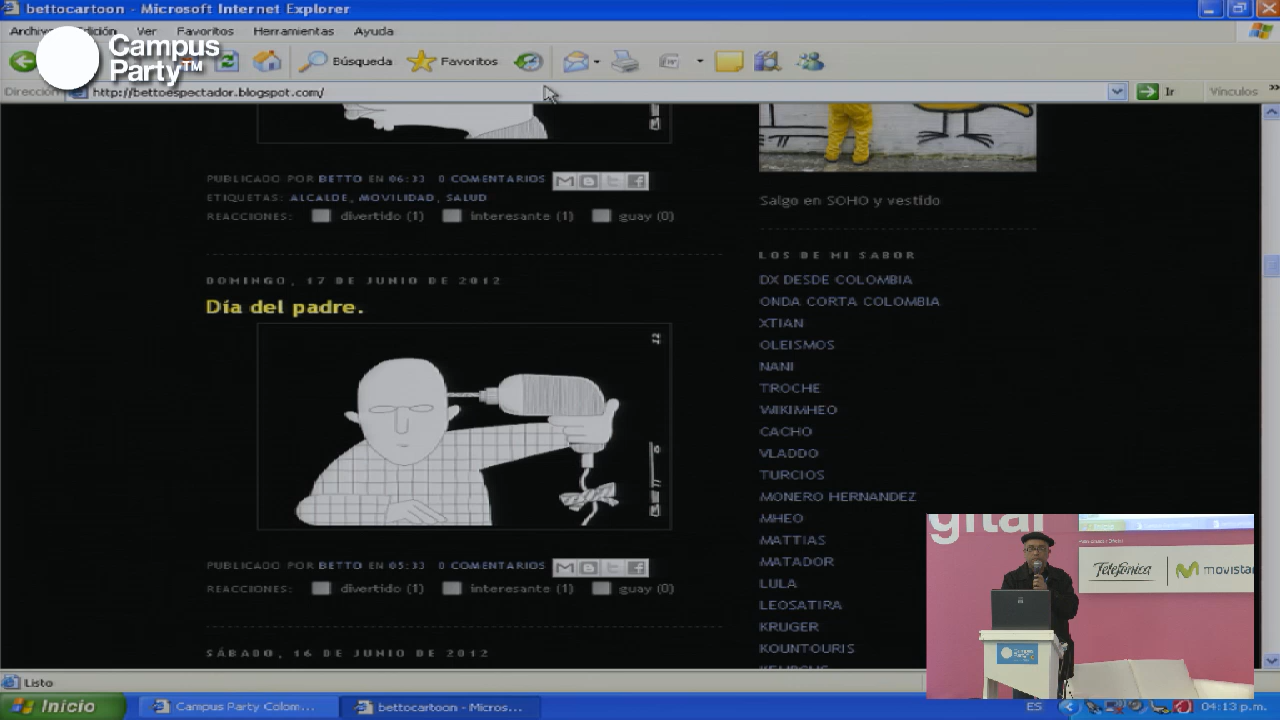 bettocartoon - Microsoft Internet Explorer
Ver Favoritos Herramientas Ayuda
Campus
Party™
Búsqueda Favoritos
Dirección http://bettoespectador.blogspot.com/ Ir Vínculos
PUBLICADO POR BETTO EN 06:33 0 COMENTARIOS
ETIQUETAS: ALCALDE, MOVILIDAD, SALUD
REACCIONES: divertido (1) interesante (1) guay (0)
DOMINGO, 17 DE JUNIO DE 2012
Día del padre.
PUBLICADO POR BETTO EN 05:33 0 COMENTARIOS
REACCIONES: divertido (1) interesante (1) guay (0)
SÁBADO, 16 DE JUNIO DE 2012
Salgo en SOHO y vestido
LOS DE MI SABOR
DX DESDE COLOMBIA
ONDA CORTA COLOMBIA
XTIAN
OLEISMOS
NANI
TROCHE
WIKIMHEO
CACHO
VLADDO
TURCIOS
MONERO HERNANDEZ
MHEO
MATTIAS
MATADOR
LULA
LEOSATIRA
KRUGER
KOUNTOURIS
gital
Telefónica movistar
Campus
Party
Listo
Inicio Campus Party Colom... bettocartoon - Micros... ES 04:13 p.m.